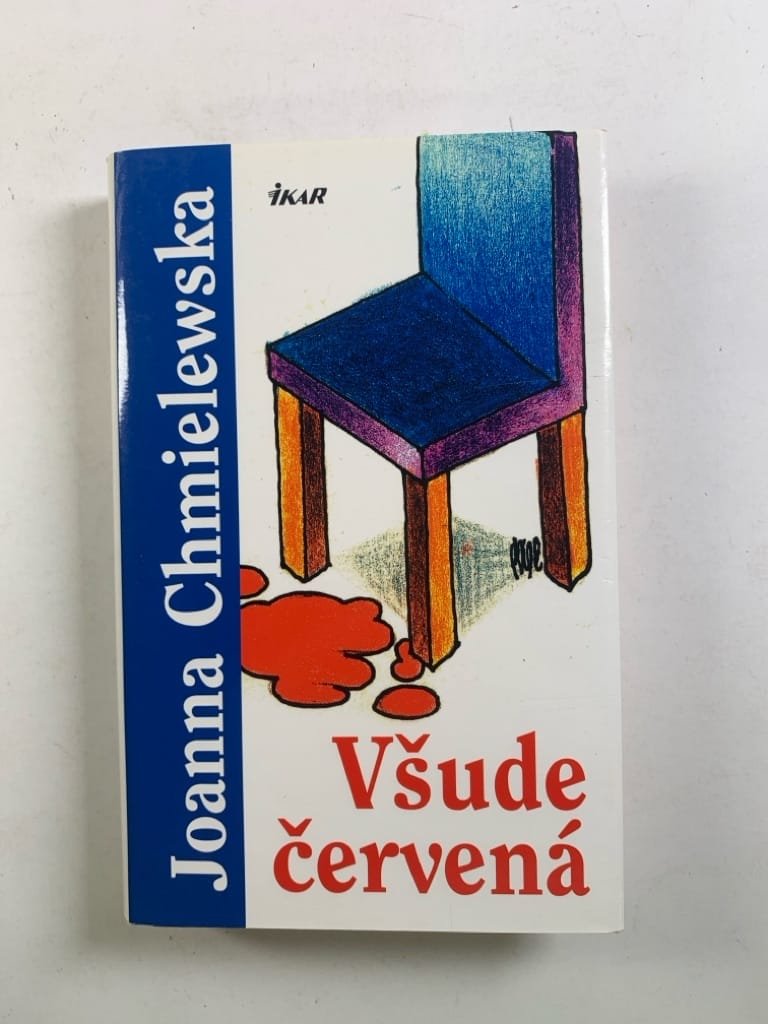 Joanna Chmielewska
iKAR
Všude
červená